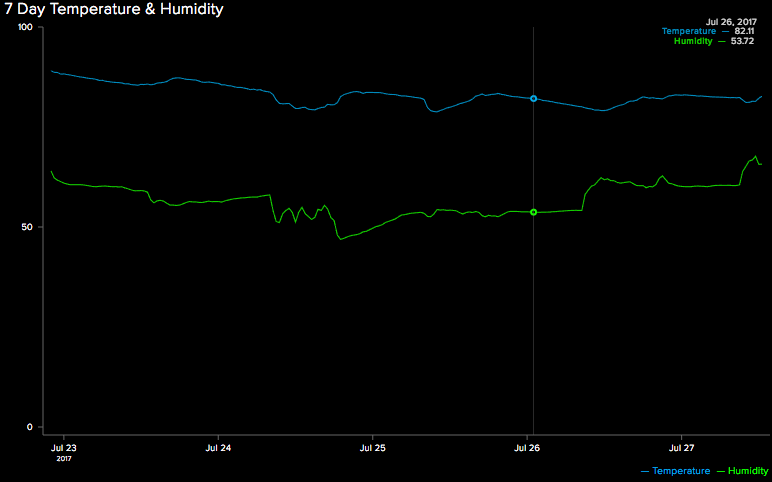 7 Day Temperature & Humidity
100
Jul 26, 2017
Temperature — 82.11
Humidity — 53.72
50
0
Jul 23 Jul 24 Jul 25 Jul 26 Jul 27
2017
— Temperature — Humidity